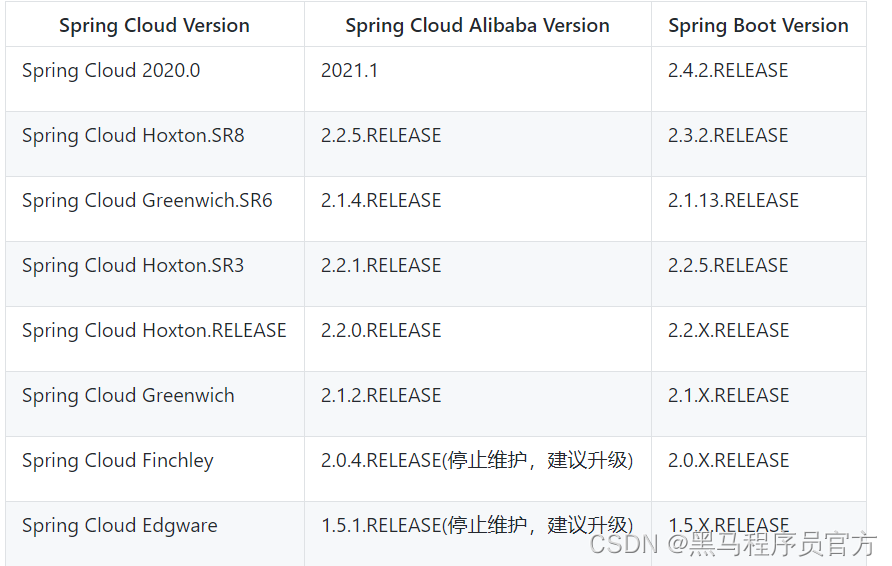 Spring Cloud Version Spring Cloud Alibaba Version Spring Boot Version
Spring Cloud 2020.0 2021.1 2.4.2.RELEASE
Spring Cloud Hoxton.SR8 2.2.5.RELEASE 2.3.2.RELEASE
Spring Cloud Greenwich.SR6 2.1.4.RELEASE 2.1.13.RELEASE
Spring Cloud Hoxton.SR3 2.2.1.RELEASE 2.2.5.RELEASE
Spring Cloud Hoxton.RELEASE 2.2.0.RELEASE 2.2.X.RELEASE
Spring Cloud Greenwich 2.1.2.RELEASE 2.1.X.RELEASE
Spring Cloud Finchley 2.0.4.RELEASE(停止维护，建议升级) 2.0.X.RELEASE
Spring Cloud Edgware 1.5.1.RELEASE(停止维护，建议升级) 1.5.X.RELEASE
CSDN @黑马程序员官方